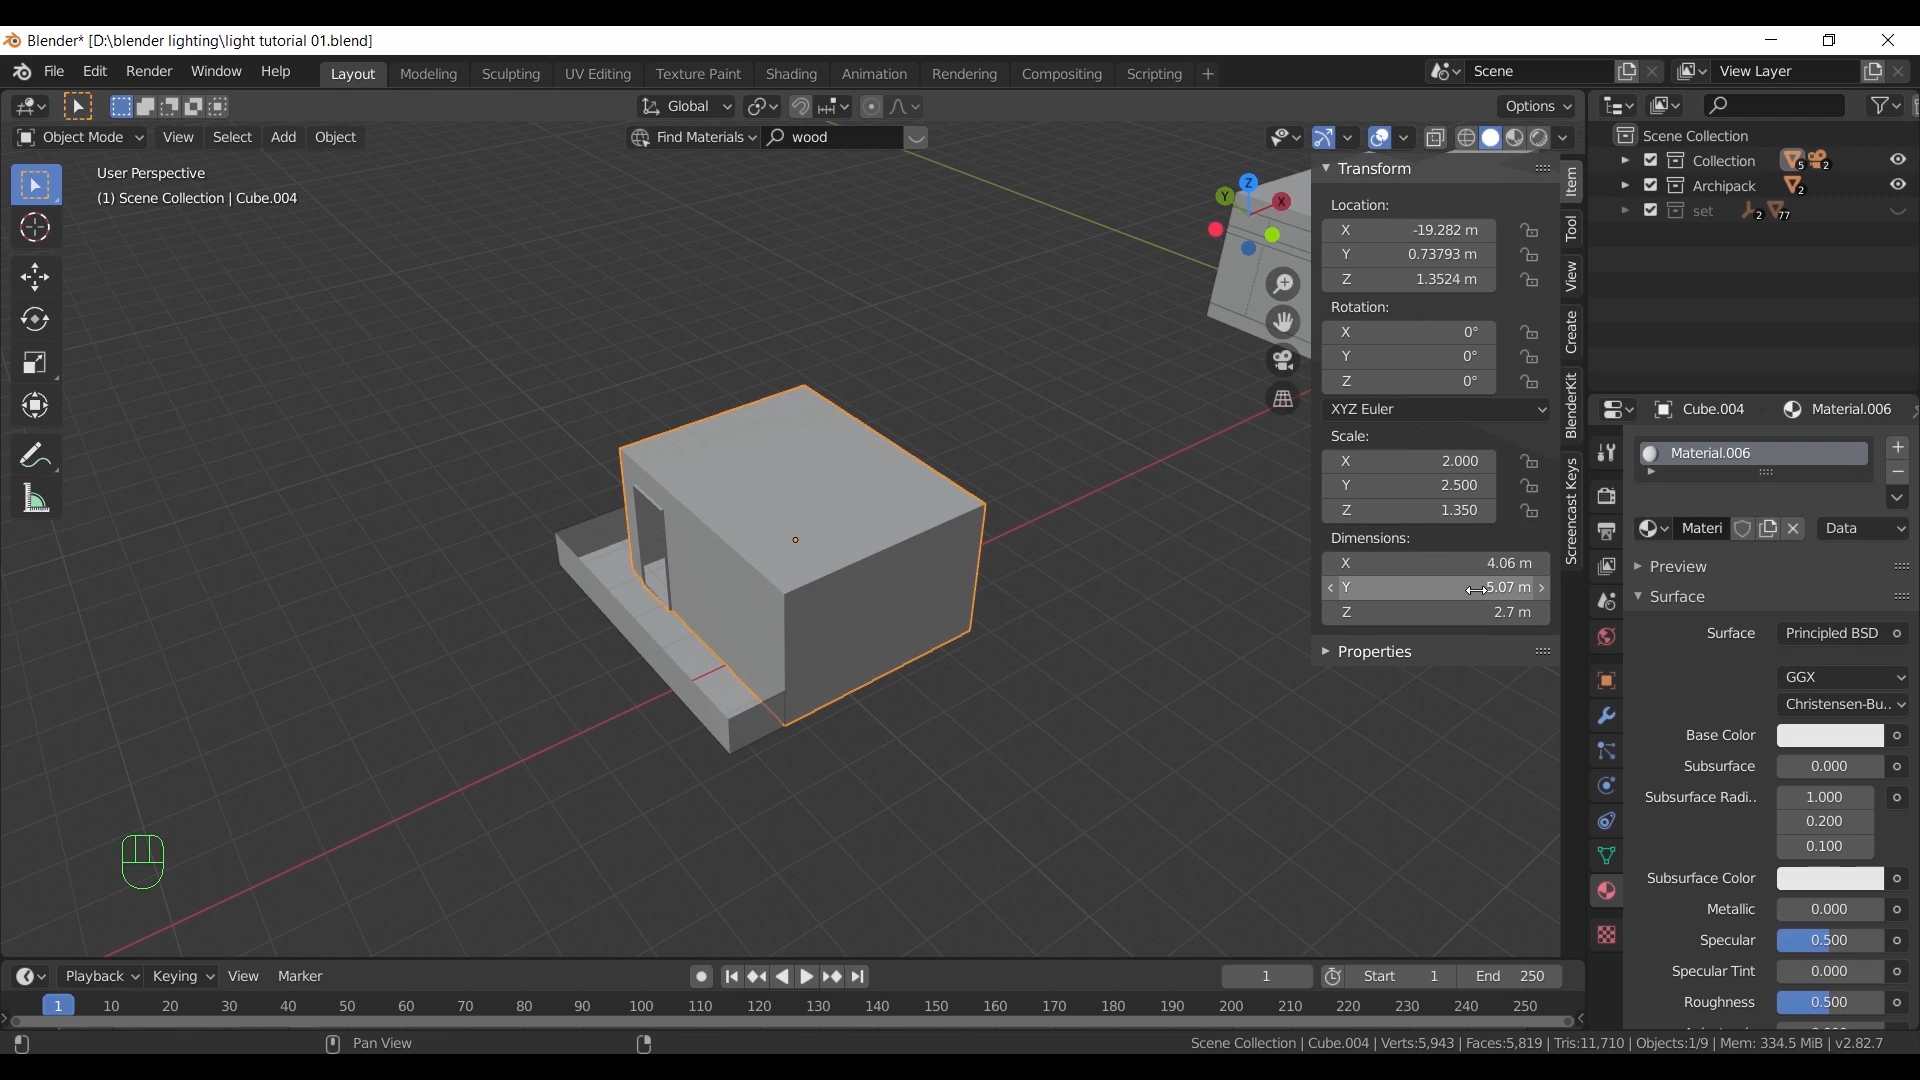 Blender* [D:\blender lighting\light tutorial 01.blend]
File Edit Render Window Help Layout Modeling Sculpting UV Editing Texture Paint Shading Animation Rendering Compositing Scripting + Scene View Layer
Global Options
Object Mode View Select Add Object Find Materials wood
User Perspective
(1) Scene Collection | Cube.004
Z
Y
X
Transform
Location:
X -19.282 m
Y 0.73793 m
Z 1.3524 m
Rotation:
X 0°
Y 0°
Z 0°
XYZ Euler
Scale:
X 2.000
Y 2.500
Z 1.350
Dimensions:
X 4.06 m
Y 5.07 m
Z 2.7 m
Properties
Item
Tool
View
Create
BlenderKit
Screencast Keys
Scene Collection
Collection 5 2
Archipack 2
set 2 77
Cube.004 Material.006
Material.006
Materi Data
Preview
Surface
Surface Principled BSD
GGX
Christensen-Bu..
Base Color
Subsurface 0.000
Subsurface Radi.. 1.000
0.200
0.100
Subsurface Color
Metallic 0.000
Specular 0.500
Specular Tint 0.000
Roughness 0.500
Playback Keying View Marker 1 Start 1 End 250
1 10 20 30 40 50 60 70 80 90 100 110 120 130 140 150 160 170 180 190 200 210 220 230 240 250
Pan View Scene Collection | Cube.004 | Verts:5,943 | Faces:5,819 | Tris:11,710 | Objects:1/9 | Mem: 334.5 MiB | v2.82.7